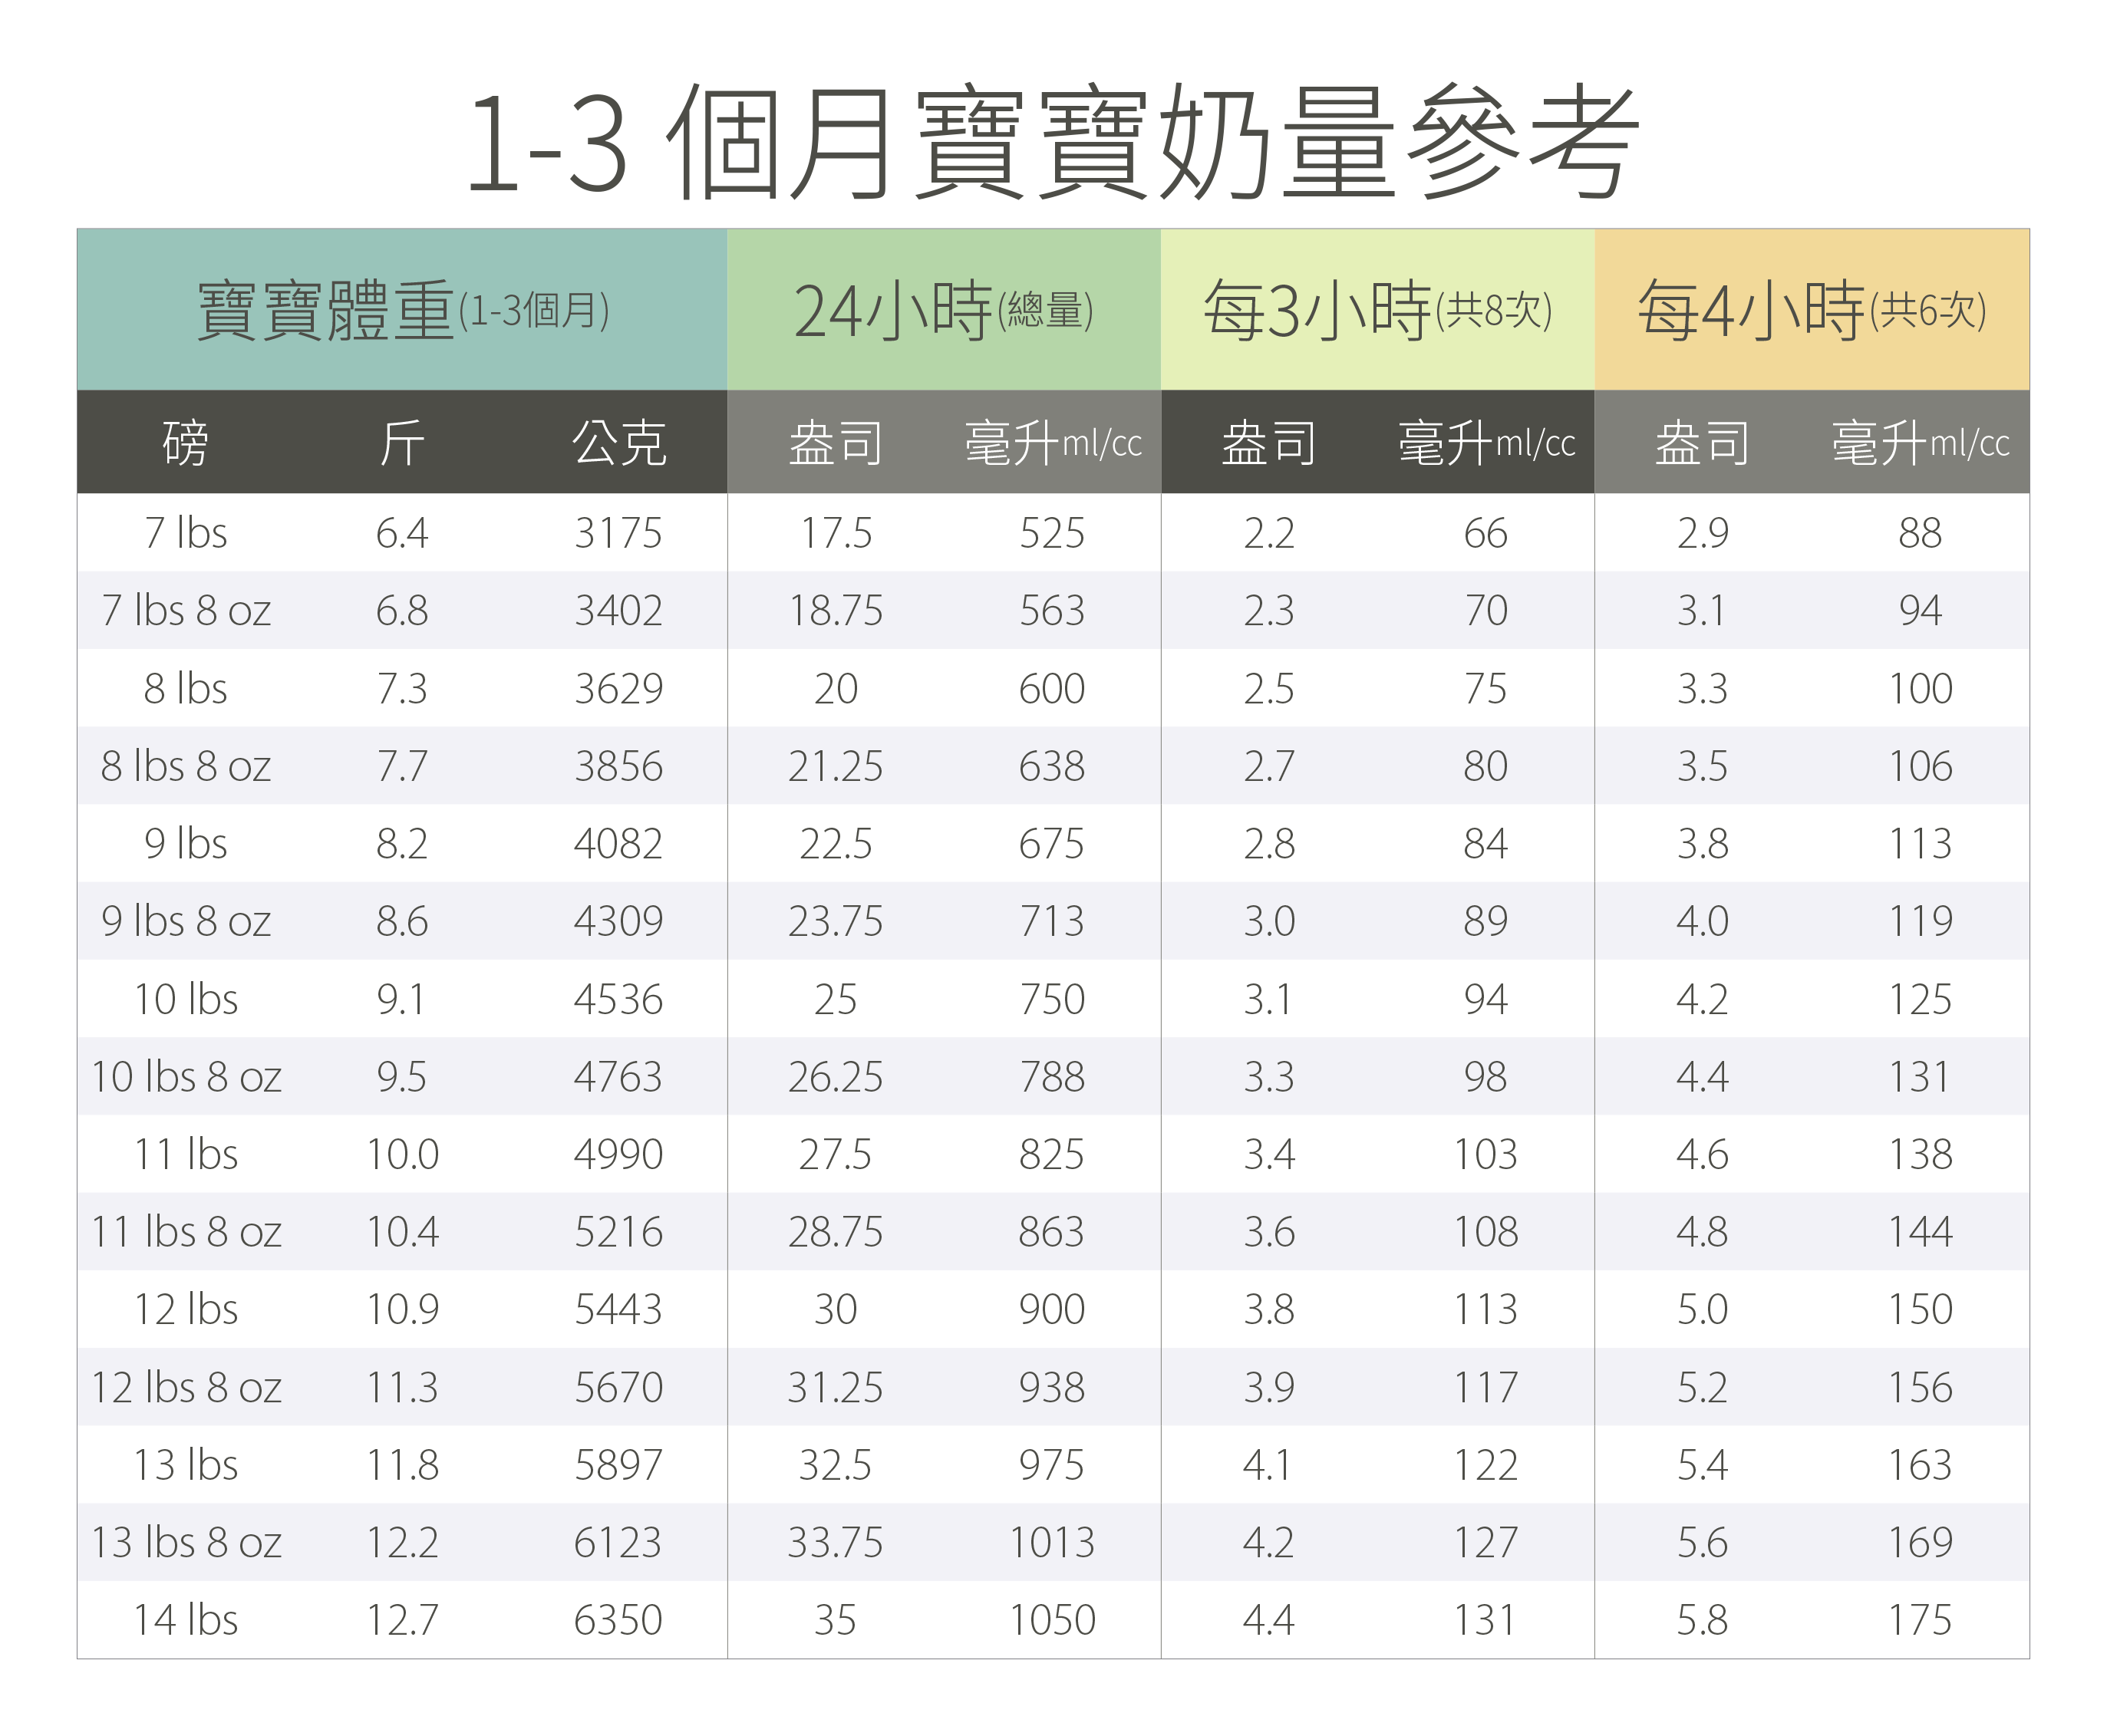 1-3 個月寶寶奶量參考
寶寶體重(1-3個月) 24小時(總量) 每3小時(共8次) 每4小時(共6次)
磅 斤 公克 盎司 毫升ml/cc 盎司 毫升ml/cc 盎司 毫升ml/cc
7 lbs 6.4 3175 17.5 525 2.2 66 2.9 88
7 lbs 8 oz 6.8 3402 18.75 563 2.3 70 3.1 94
8 lbs 7.3 3629 20 600 2.5 75 3.3 100
8 lbs 8 oz 7.7 3856 21.25 638 2.7 80 3.5 106
9 lbs 8.2 4082 22.5 675 2.8 84 3.8 113
9 lbs 8 oz 8.6 4309 23.75 713 3.0 89 4.0 119
10 lbs 9.1 4536 25 750 3.1 94 4.2 125
10 lbs 8 oz 9.5 4763 26.25 788 3.3 98 4.4 131
11 lbs 10.0 4990 27.5 825 3.4 103 4.6 138
11 lbs 8 oz 10.4 5216 28.75 863 3.6 108 4.8 144
12 lbs 10.9 5443 30 900 3.8 113 5.0 150
12 lbs 8 oz 11.3 5670 31.25 938 3.9 117 5.2 156
13 lbs 11.8 5897 32.5 975 4.1 122 5.4 163
13 lbs 8 oz 12.2 6123 33.75 1013 4.2 127 5.6 169
14 lbs 12.7 6350 35 1050 4.4 131 5.8 175